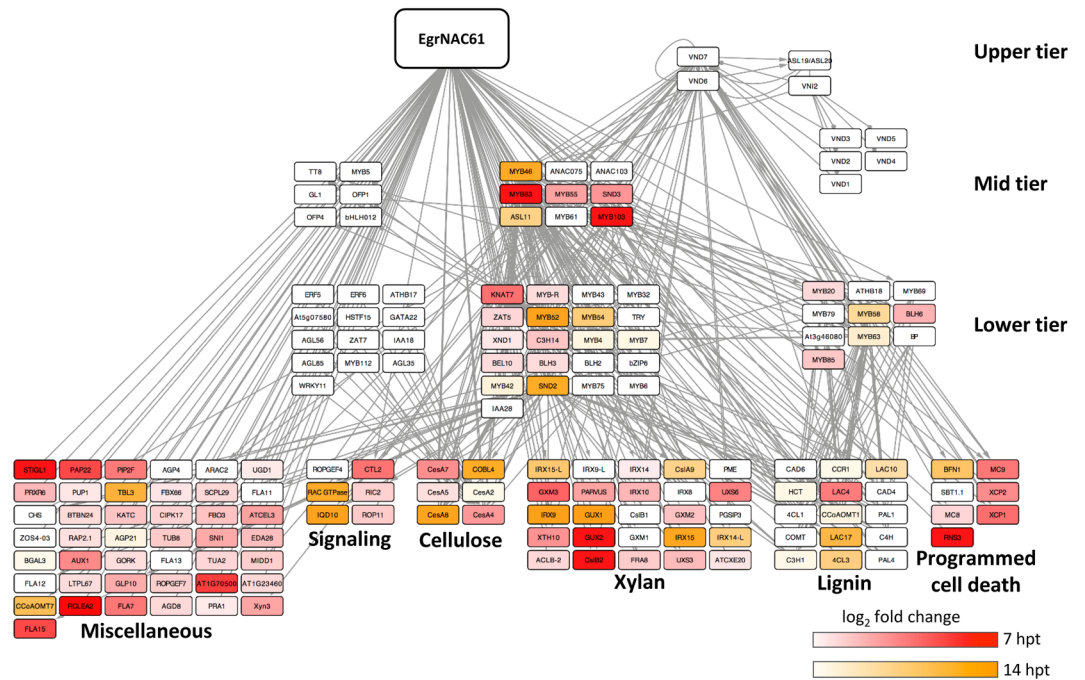 EgrNAC61
Upper tier
VND7
ASL19/ASL20
VND6
VNI2
VND3 VND5
VND2 VND4
VND1
Mid tier
TT8 MYB5
GL1 OFP1
OFP4 bHLH012
MYB46 ANAC075 ANAC103
MYB83 MYB55 SND3
ASL11 MYB61 MYB103
Lower tier
ERF5 ERF6 ATHB17
At5g07580 HSTF15 GATA22
AGL56 ZAT7 IAA18
AGL85 MYB112 AGL35
WRKY11
KNAT7 MYB-R MYB43 MYB32
ZAT5 MYB52 MYB54 TRY
XND1 C3H14 MYB4 MYB7
BEL10 BLH3 BLH2 bZIP6
MYB42 SND2 MYB75 MYB6
IAA28
MYB20 ATHB18 MYB69
MYB79 MYB58 BLH6
At3g46080 MYB63 BP
MYB85
STIGL1 PAP22 PIP2F AGP4 ARAC2 UGD1
PRXR6 PUP1 TBL3 FBX66 SCPL29 FLA11
CHS BTBN24 KATC CIPK17 FBO3 ATCEL3
ZOS4-03 RAP2.1 AGP21 TUB8 SNI1 EDA28
BGAL3 AUX1 GORK FLA13 TUA2 MIDD1
FLA12 LTPL67 GLP10 ROPGEF7 AT1G70500 AT1G23460
CCoAOMT7 RCLEA2 FLA7 AGD8 PRA1 Xyn3
FLA15
Miscellaneous
ROPGEF4 CTL2
RAC GTPase RIC2
IQD10 ROP11
Signaling
CesA7 COBL4
CesA5 CesA2
CesA8 CesA4
Cellulose
IRX15-L IRX9-L IRX14 CslA9 PME
GXM3 PARVUS IRX10 IRX8 UXS6
IRX9 GUX1 CslB1 GXM2 PGSIP3
XTH10 GUX2 GXM1 IRX15 IRX14-L
ACLB-2 CslB2 FRA8 UXS3 ATCXE20
Xylan
CAD6 CCR1 LAC10
HCT LAC4 CAD4
4CL1 CCoAOMT1 PAL1
COMT LAC17 C4H
C3H1 4CL3 PAL4
Lignin
BFN1 MC9
SBT1.1 XCP2
MC8 XCP1
RNS3
Programmed
cell death
log2 fold change
7 hpt
14 hpt